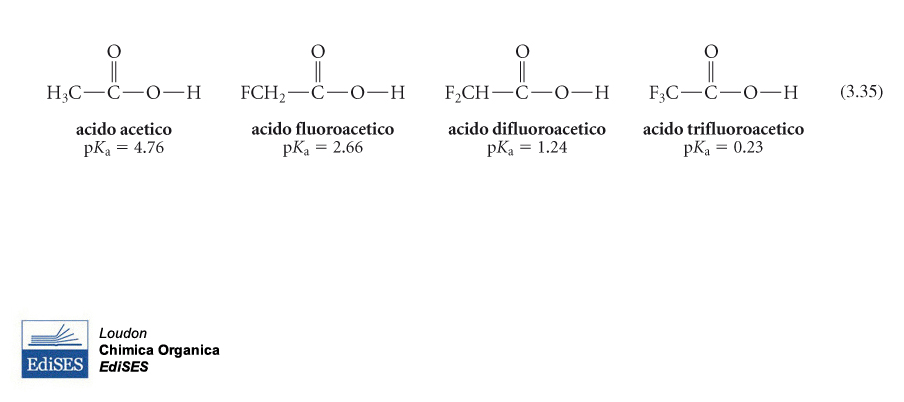 O O O O
H₃C—C—O—H FCH₂—C—O—H F₂CH—C—O—H F₃C—C—O—H (3.35)
acido acetico acido fluoroacetico acido difluoroacetico acido trifluoroacetico
pKₐ = 4.76 pKₐ = 2.66 pKₐ = 1.24 pKₐ = 0.23
Loudon
Chimica Organica
EdiSES
EdiSES